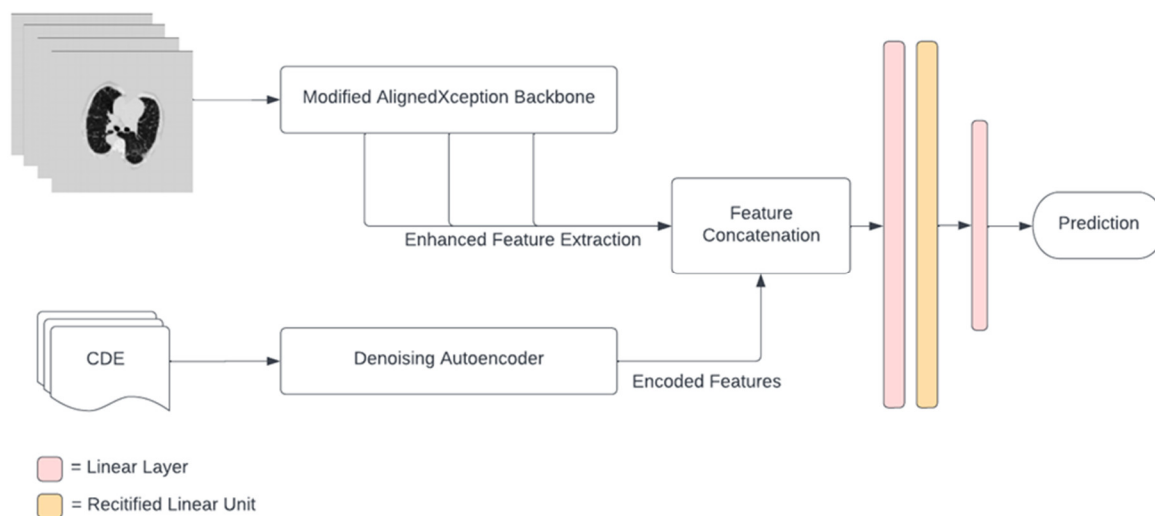 Modified AlignedXception Backbone
Feature
Concatenation
Enhanced Feature Extraction
Prediction
CDE
Denoising Autoencoder
Encoded Features
= Linear Layer
= Recitified Linear Unit